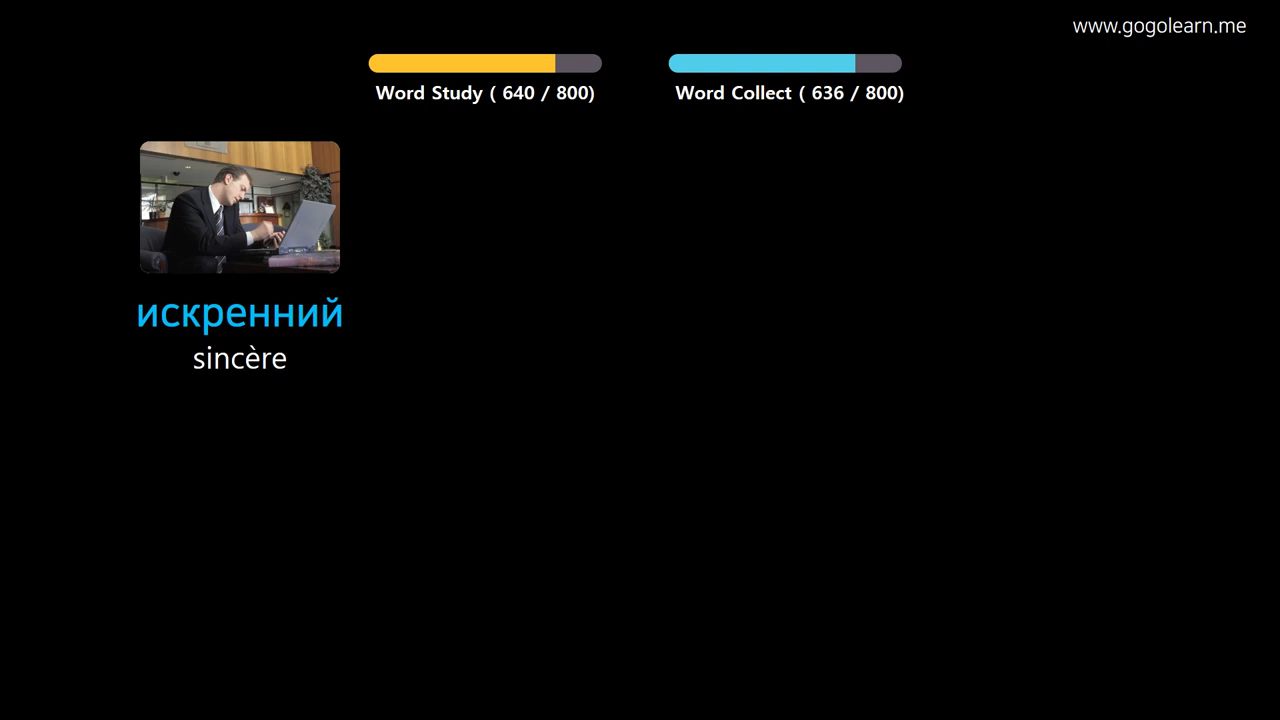 www.gogolearn.me
Word Study ( 640 / 800)
Word Collect ( 636 / 800)
искренний
sincère